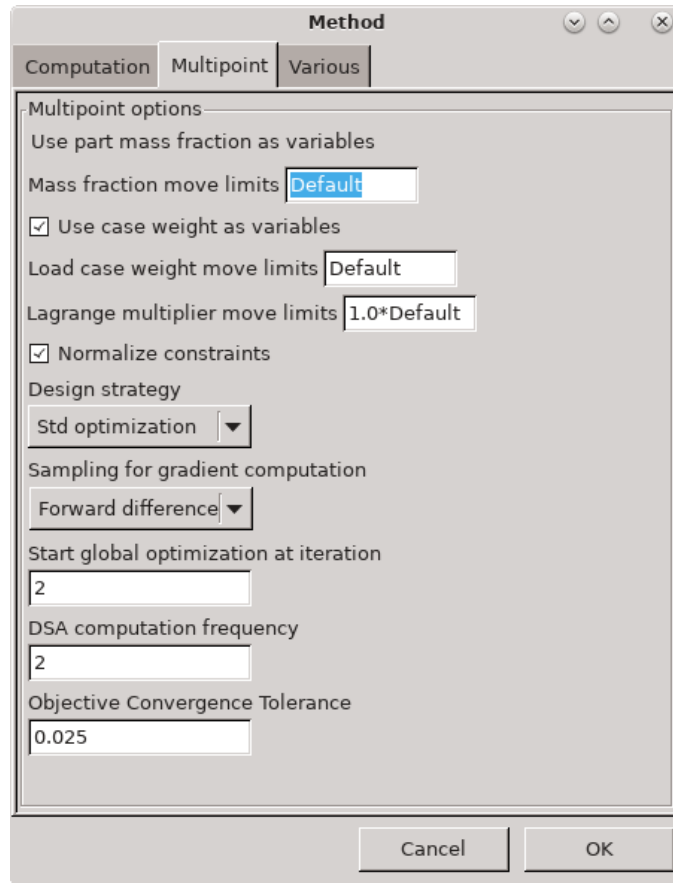 Method
Computation Multipoint Various
Multipoint options
Use part mass fraction as variables
Mass fraction move limits Default
Use case weight as variables
Load case weight move limits Default
Lagrange multiplier move limits 1.0*Default
Normalize constraints
Design strategy
Std optimization
Sampling for gradient computation
Forward difference
Start global optimization at iteration
2
DSA computation frequency
2
Objective Convergence Tolerance
0.025
Cancel OK